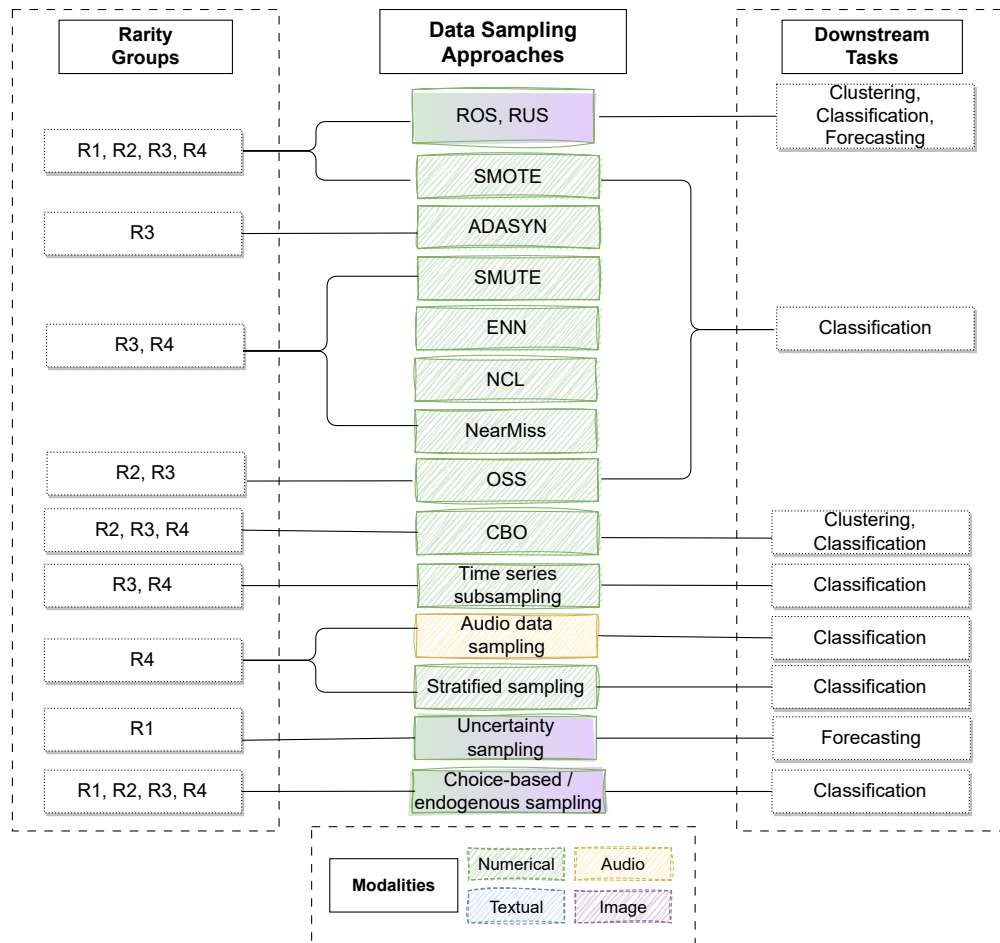 Rarity
Groups
Data Sampling
Approaches
Downstream
Tasks
R1, R2, R3, R4
ROS, RUS
Clustering,
Classification,
Forecasting
SMOTE
R3
ADASYN
SMUTE
R3, R4
ENN
Classification
NCL
NearMiss
R2, R3
OSS
R2, R3, R4
CBO
Clustering,
Classification
R3, R4
Time series
subsampling
Classification
R4
Audio data
sampling
Classification
Stratified sampling
Classification
R1
Uncertainty
sampling
Forecasting
R1, R2, R3, R4
Choice-based /
endogenous sampling
Classification
Modalities
Numerical
Audio
Textual
Image